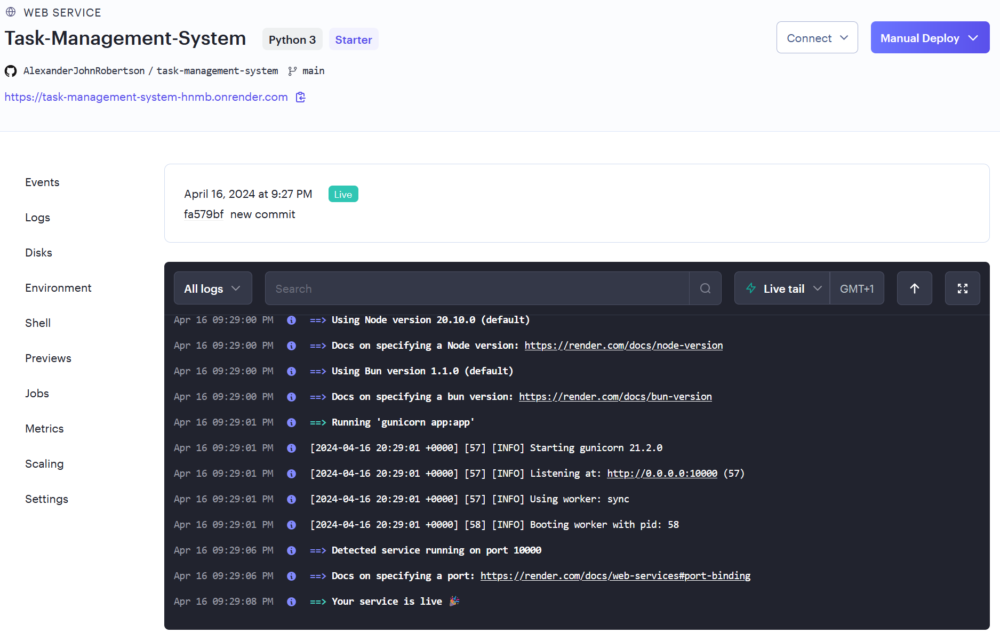 WEB SERVICE
Task-Management-System Python 3 Starter
Connect Manual Deploy
AlexanderJohnRobertson / task-management-system main
https://task-management-system-hnmb.onrender.com
Events
Logs
Disks
Environment
Shell
Previews
Jobs
Metrics
Scaling
Settings
April 16, 2024 at 9:27 PM Live
fa579bf new commit
All logs Search Live tail GMT+1
Apr 16 09:29:00 PM ==> Using Node version 20.10.0 (default)
Apr 16 09:29:00 PM ==> Docs on specifying a Node version: https://render.com/docs/node-version
Apr 16 09:29:00 PM ==> Using Bun version 1.1.0 (default)
Apr 16 09:29:00 PM ==> Docs on specifying a bun version: https://render.com/docs/bun-version
Apr 16 09:29:01 PM ==> Running 'gunicorn app:app'
Apr 16 09:29:01 PM [2024-04-16 20:29:01 +0000] [57] [INFO] Starting gunicorn 21.2.0
Apr 16 09:29:01 PM [2024-04-16 20:29:01 +0000] [57] [INFO] Listening at: http://0.0.0.0:10000 (57)
Apr 16 09:29:01 PM [2024-04-16 20:29:01 +0000] [57] [INFO] Using worker: sync
Apr 16 09:29:01 PM [2024-04-16 20:29:01 +0000] [58] [INFO] Booting worker with pid: 58
Apr 16 09:29:06 PM ==> Detected service running on port 10000
Apr 16 09:29:06 PM ==> Docs on specifying a port: https://render.com/docs/web-services#port-binding
Apr 16 09:29:08 PM ==> Your service is live 🎉